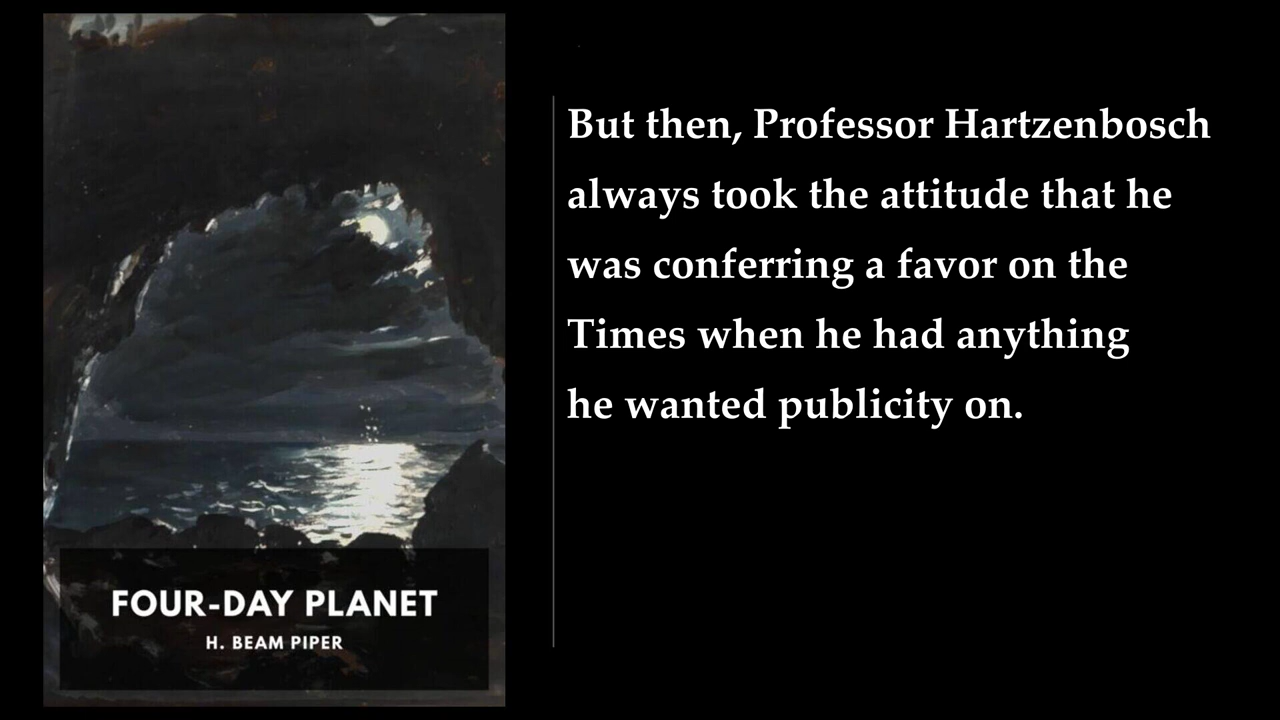 FOUR-DAY PLANET
H. BEAM PIPER
But then, Professor Hartzenbosch
always took the attitude that he
was conferring a favor on the
Times when he had anything
he wanted publicity on.